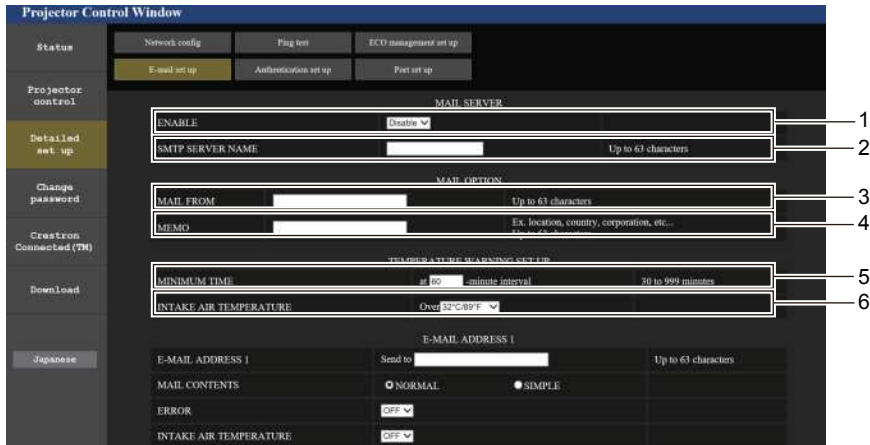 Projector Control Window
Status
Projector
control
Detailed
set up
Change
password
Crestron
Connected(TM)
Download
Japanese
Network config
Ping test
ECO management set up
E-mail set up
Authentication set up
Port set up
MAIL SERVER
ENABLE Disable 1
SMTP SERVER NAME Up to 63 characters 2
MAIL OPTION
MAIL FROM Up to 63 characters 3
MEMO Ex. location, country, corporation, etc... 4
Up to 63 characters
TEMPERATURE WARNING SET UP
MINIMUM TIME at 60 -minute interval 30 to 999 minutes 5
INTAKE AIR TEMPERATURE Over 32°C/89°F 6
E-MAIL ADDRESS 1
E-MAIL ADDRESS 1 Send to Up to 63 characters
MAIL CONTENTS NORMAL SIMPLE
ERROR OFF
INTAKE AIR TEMPERATURE OFF